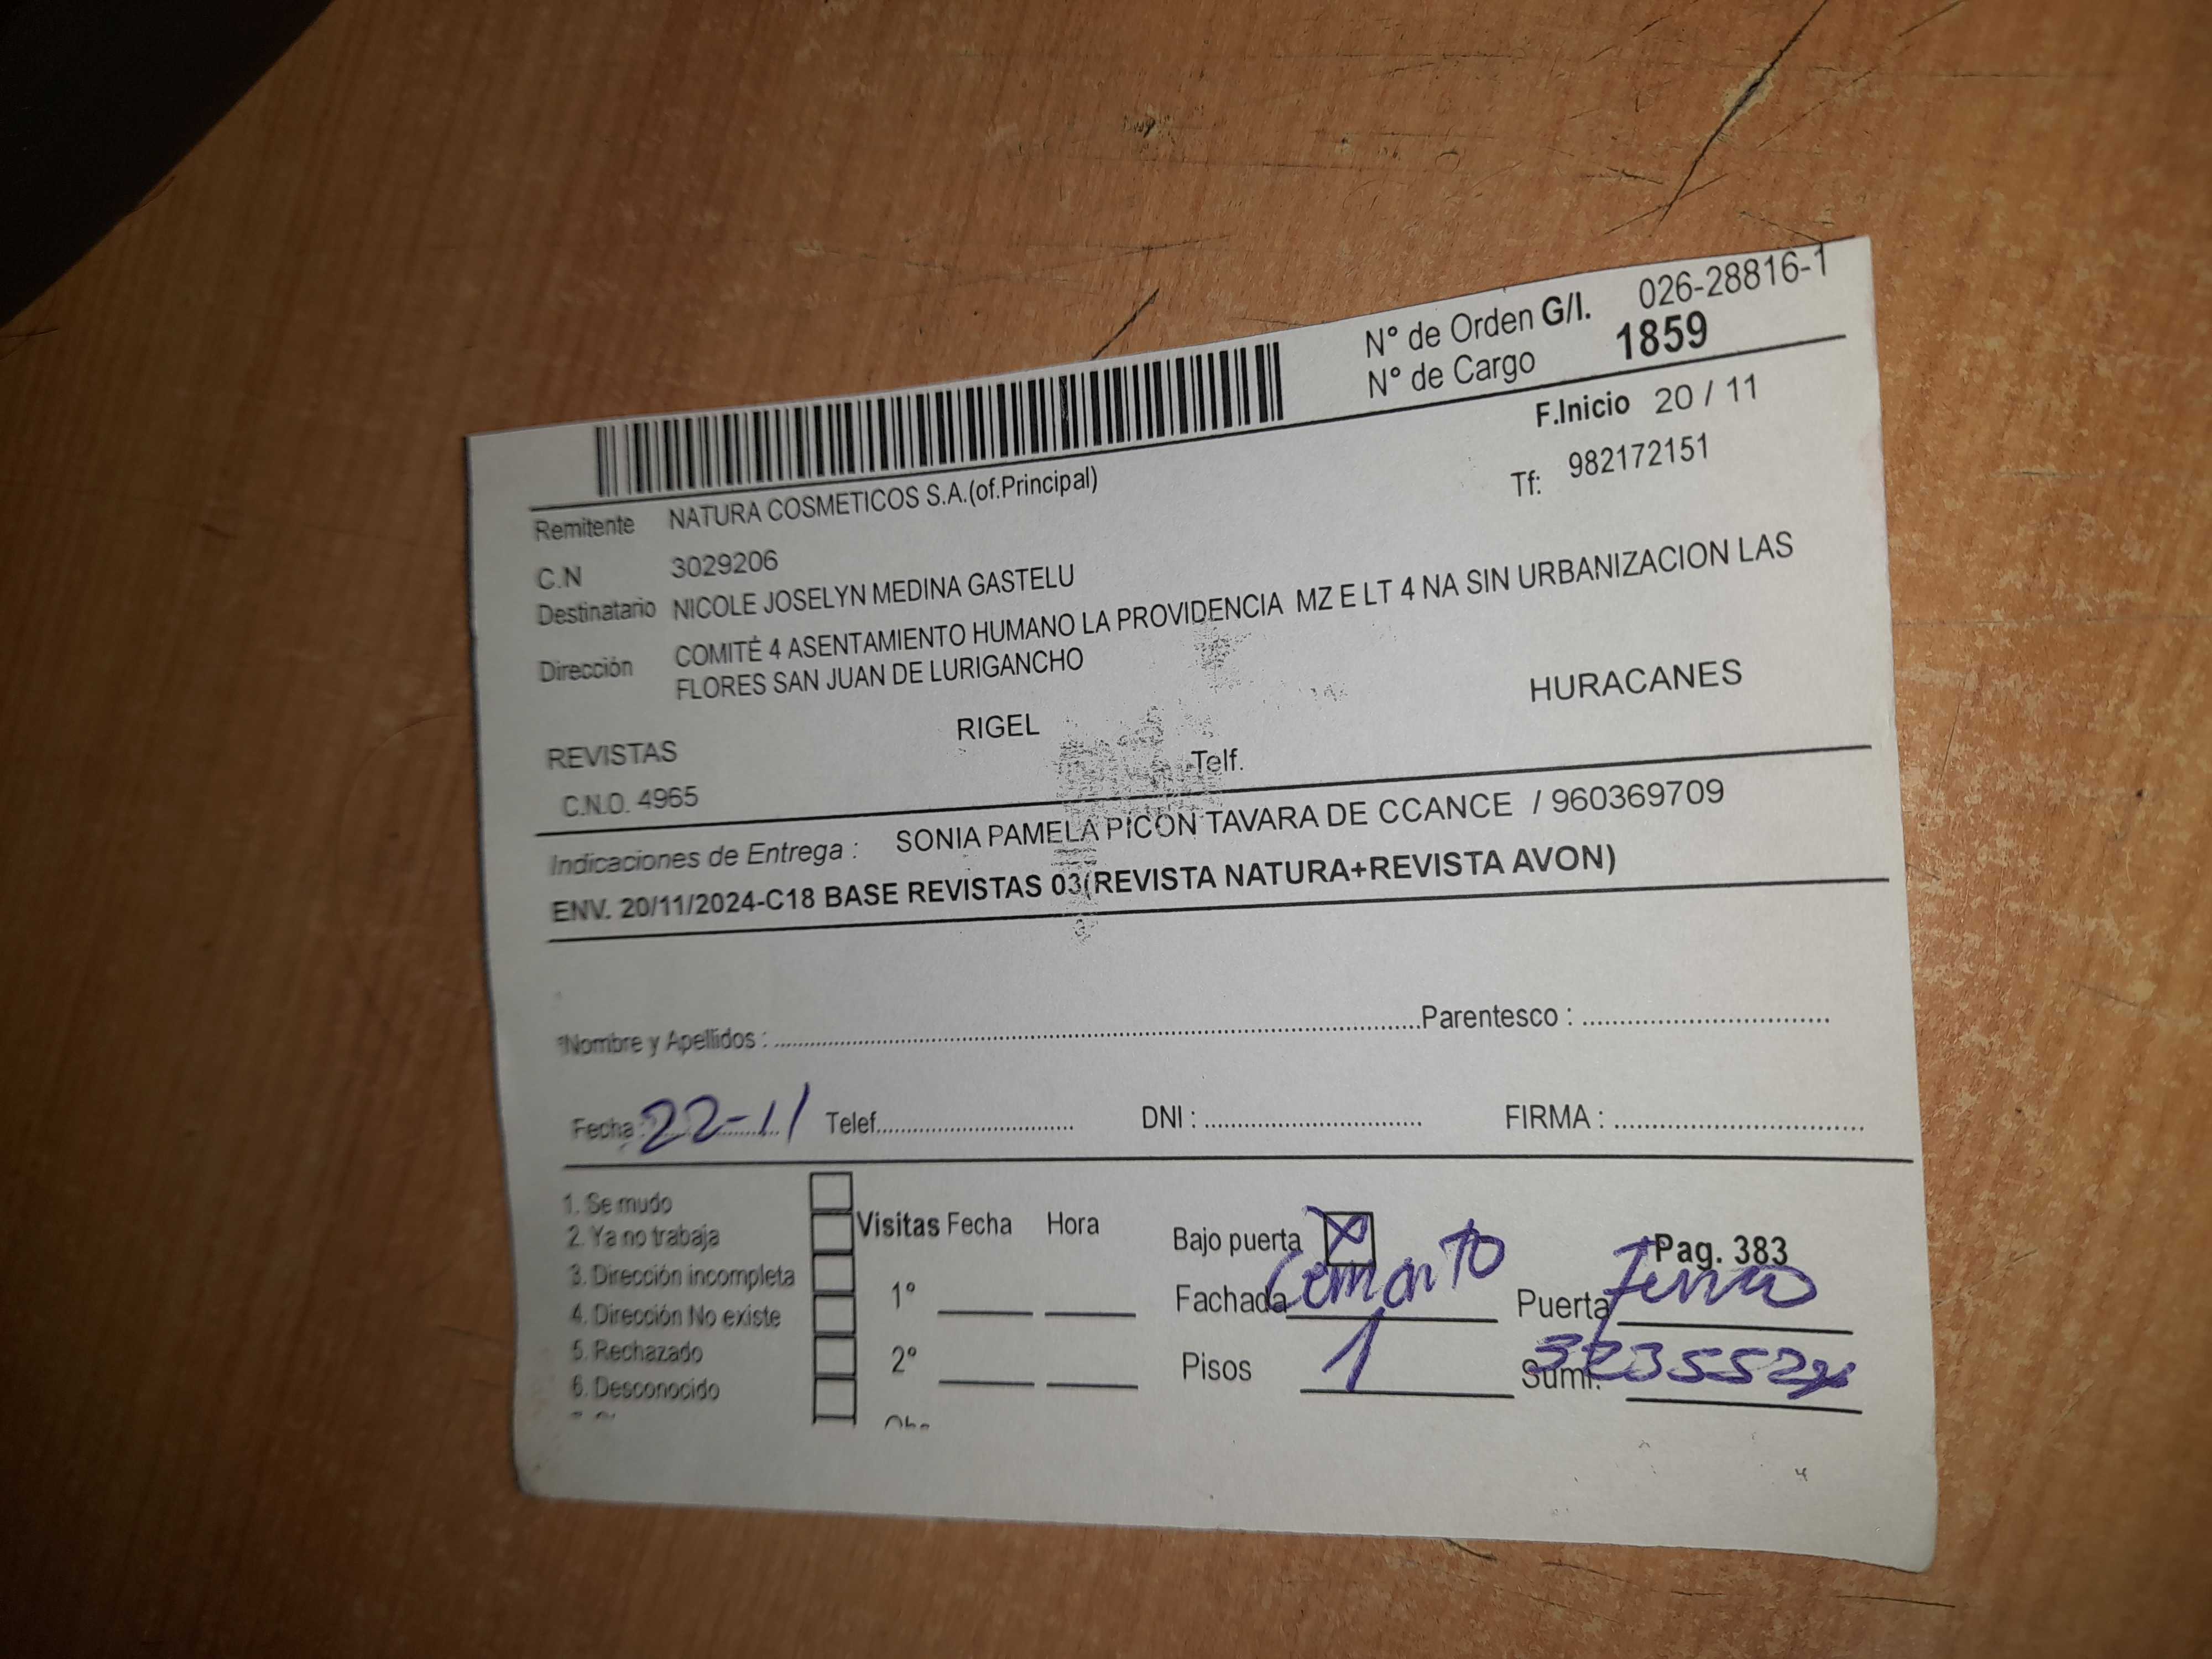 N° de Orden G/I. 026-28816-1
N° de Cargo 1859
F.Inicio 20 / 11
Remitente NATURA COSMETICOS S.A.(of.Principal) Tf: 982172151
C.N 3029206
Destinatario NICOLE JOSELYN MEDINA GASTELU
Dirección COMITÉ 4 ASENTAMIENTO HUMANO LA PROVIDENCIA MZ E LT 4 NA SIN URBANIZACION LAS
FLORES SAN JUAN DE LURIGANCHO
REVISTAS RIGEL HURACANES
C.N.O. 4965 Telf.
Indicaciones de Entrega : SONIA PAMELA PICON TAVARA DE CCANCE / 960369709
ENV. 20/11/2024-C18 BASE REVISTAS 03(REVISTA NATURA+REVISTA AVON)
*Nombre y Apellidos : Parentesco :
Fecha : 22-11 Telef. DNI : FIRMA :
1. Se mudo
2. Ya no trabaja
3. Dirección incompleta
4. Dirección No existe
5. Rechazado
6. Desconocido
Visitas Fecha Hora
1°
2°
Bajo puerta X Pag. 383
Fachada Cemento Puerta
Pisos 1 Sumi.